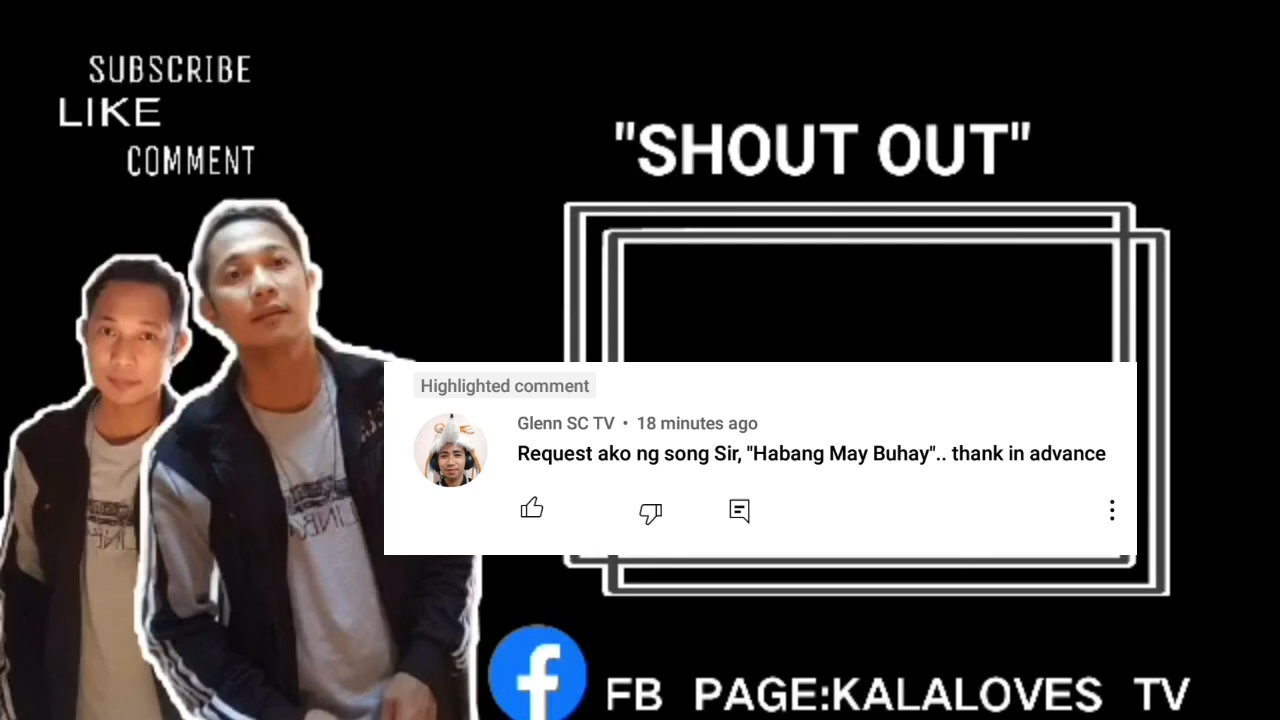 SUBSCRIBE
LIKE
COMMENT
"SHOUT OUT"
Highlighted comment
Glenn SC TV • 18 minutes ago
Request ako ng song Sir, "Habang May Buhay".. thank in advance
FB PAGE:KALALOVES TV